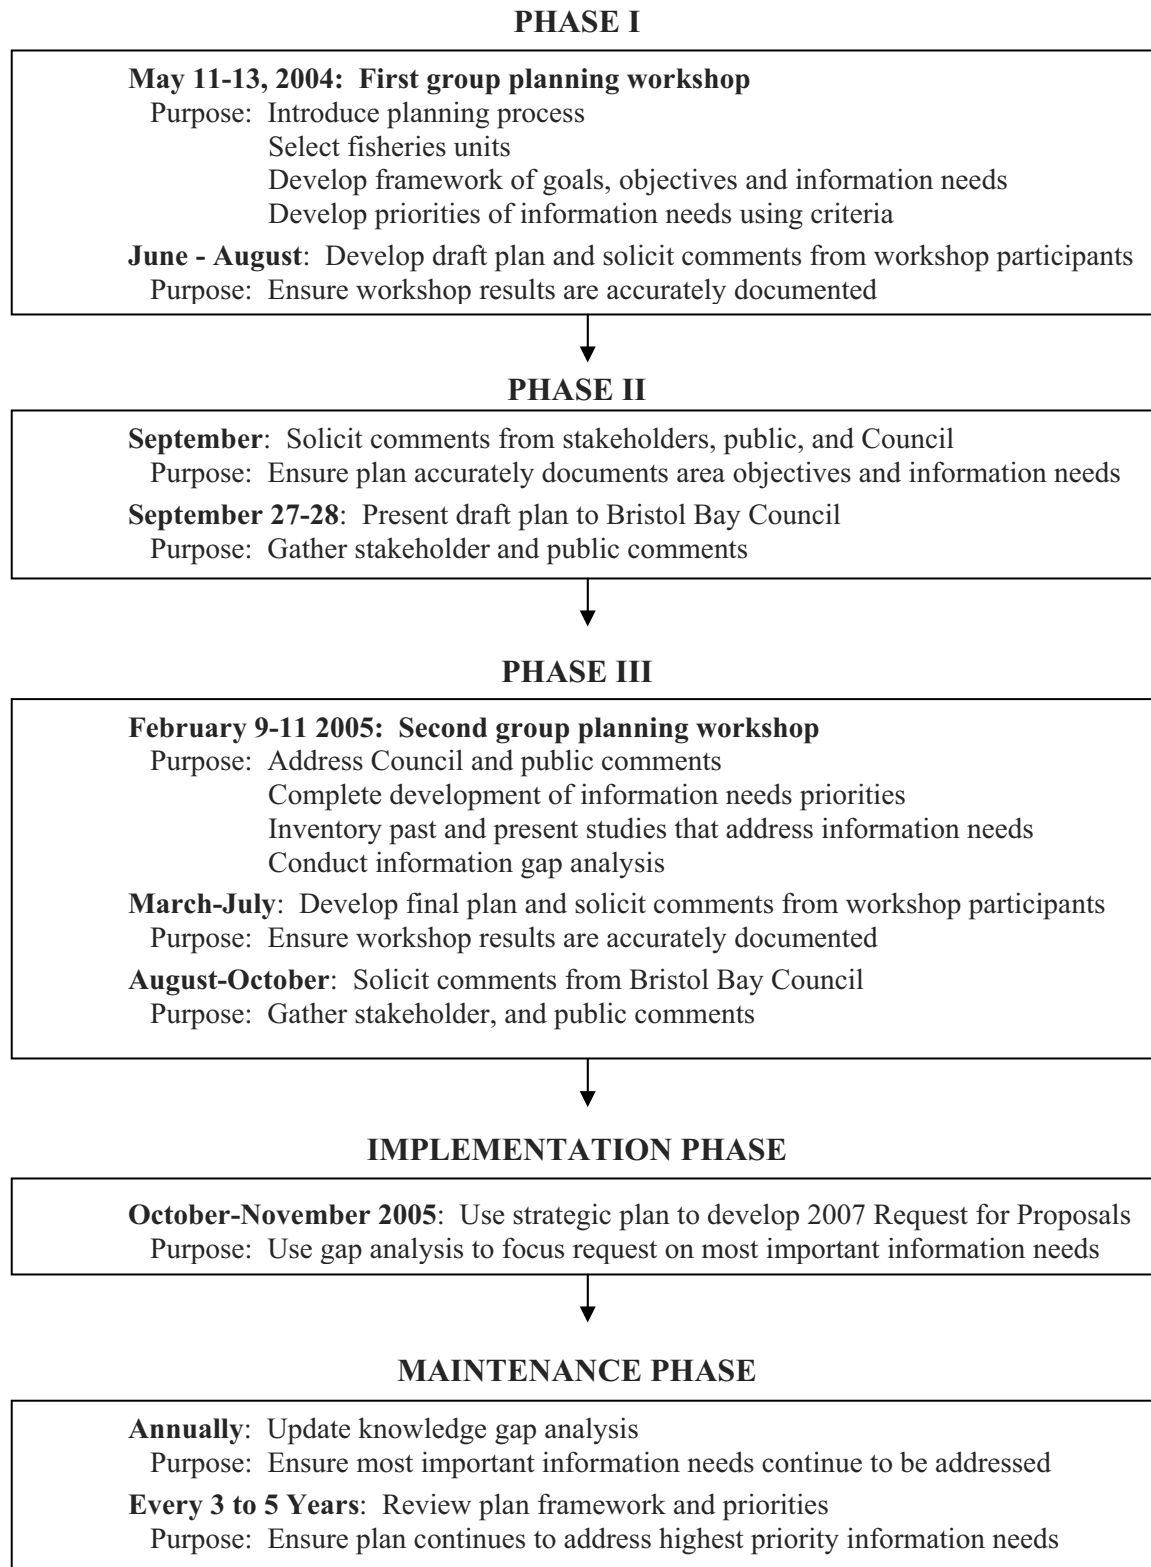 PHASE I
May 11-13, 2004: First group planning workshop
Purpose: Introduce planning process
Select fisheries units
Develop framework of goals, objectives and information needs
Develop priorities of information needs using criteria
June - August: Develop draft plan and solicit comments from workshop participants
Purpose: Ensure workshop results are accurately documented
PHASE II
September: Solicit comments from stakeholders, public, and Council
Purpose: Ensure plan accurately documents area objectives and information needs
September 27-28: Present draft plan to Bristol Bay Council
Purpose: Gather stakeholder and public comments
PHASE III
February 9-11 2005: Second group planning workshop
Purpose: Address Council and public comments
Complete development of information needs priorities
Inventory past and present studies that address information needs
Conduct information gap analysis
March-July: Develop final plan and solicit comments from workshop participants
Purpose: Ensure workshop results are accurately documented
August-October: Solicit comments from Bristol Bay Council
Purpose: Gather stakeholder, and public comments
IMPLEMENTATION PHASE
October-November 2005: Use strategic plan to develop 2007 Request for Proposals
Purpose: Use gap analysis to focus request on most important information needs
MAINTENANCE PHASE
Annually: Update knowledge gap analysis
Purpose: Ensure most important information needs continue to be addressed
Every 3 to 5 Years: Review plan framework and priorities
Purpose: Ensure plan continues to address highest priority information needs